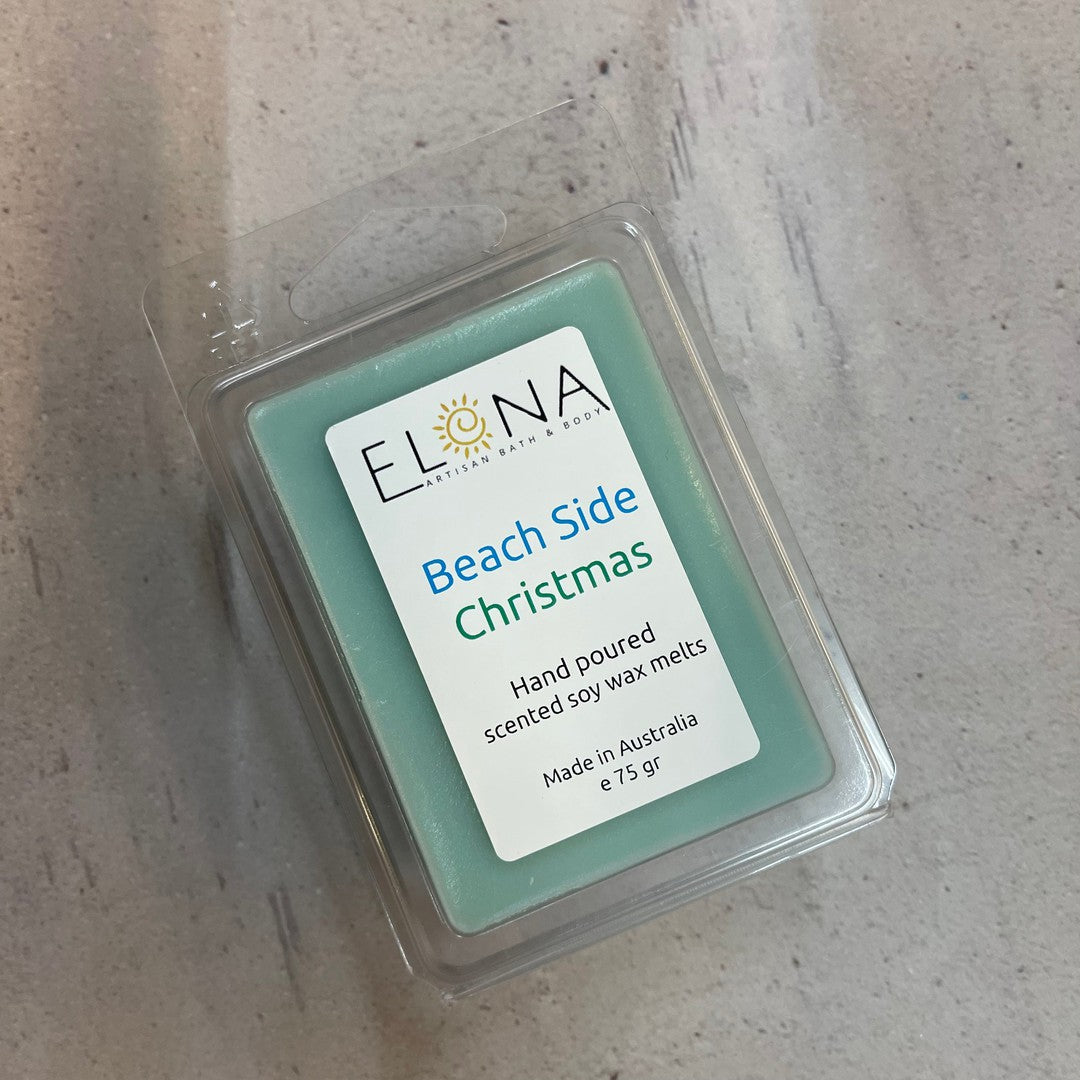 ELONA
ARTISAN BATH & BODY
Beach Side
Christmas
Hand poured
scented soy wax melts
Made in Australia
e 75 gr